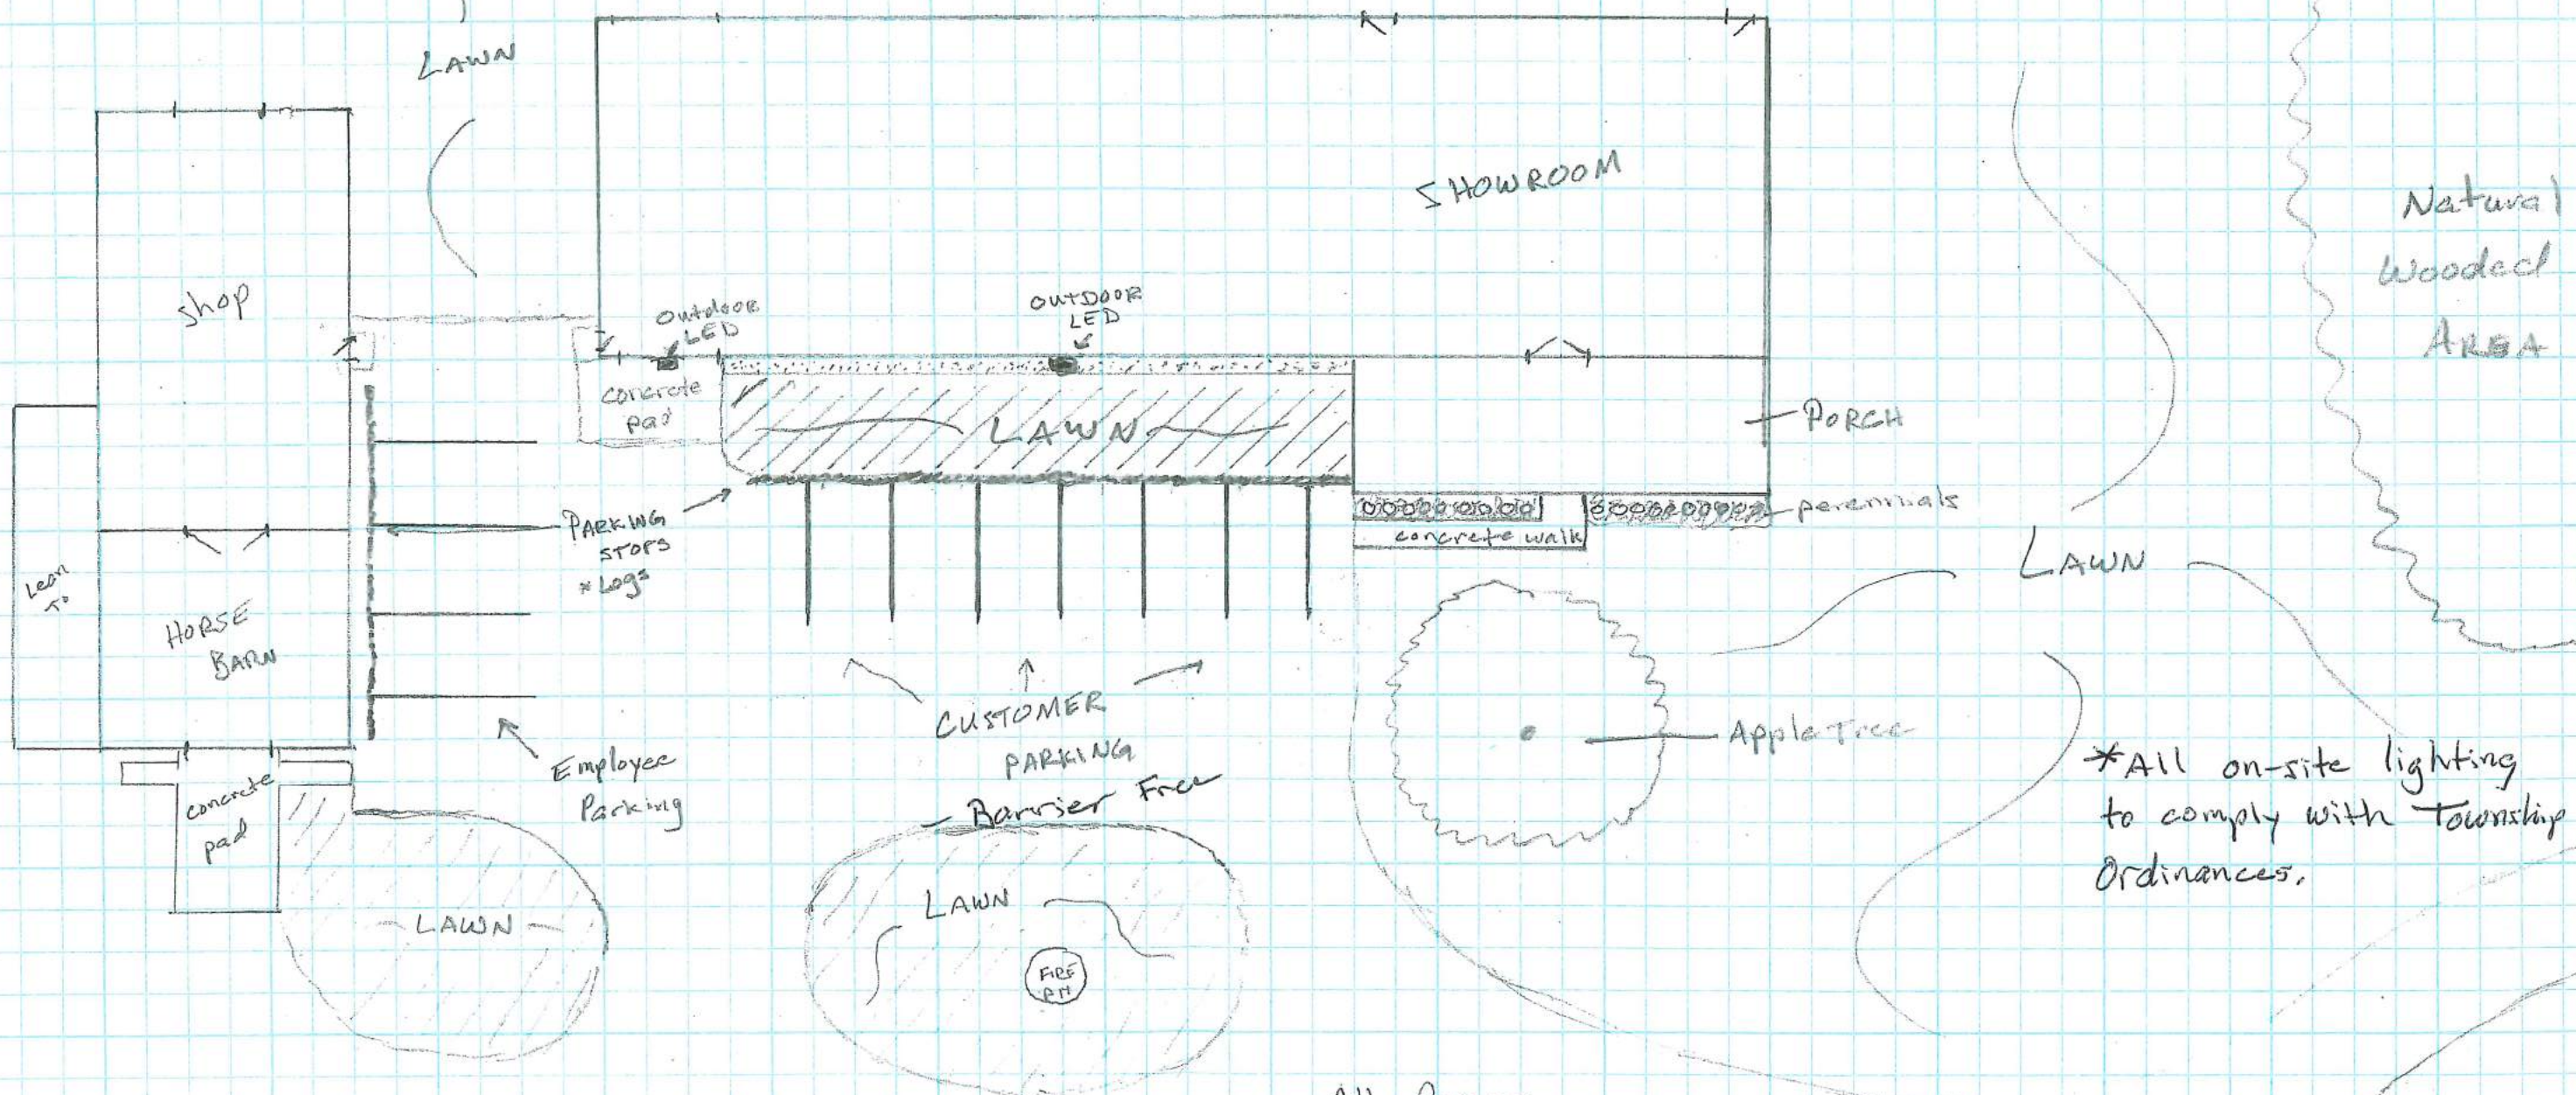 LAWN
SHOWROOM
Natural
Wooded
AREA
shop
Outdoor
LED
OUTDOOR
LED
concrete
pad
LAWN
PORCH
perennials
concrete walk
PARKING
STOPS
* Logs
LAWN
Lean
To
HORSE
BARN
CUSTOMER
PARKING
- Barrier Free
Apple Tree
Employee
Parking
*All on-site lighting
to comply with Township
Ordinances.
concrete
pad
- LAWN -
LAWN
FIRE
PIT